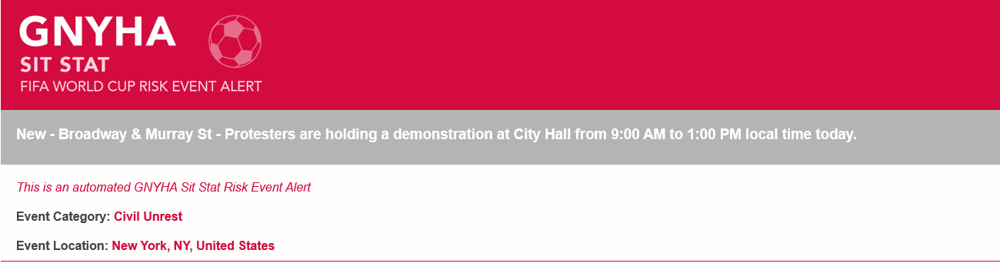 GNYHA
SIT STAT
FIFA WORLD CUP RISK EVENT ALERT
New - Broadway & Murray St - Protesters are holding a demonstration at City Hall from 9:00 AM to 1:00 PM local time today.
This is an automated GNYHA Sit Stat Risk Event Alert
Event Category: Civil Unrest
Event Location: New York, NY, United States